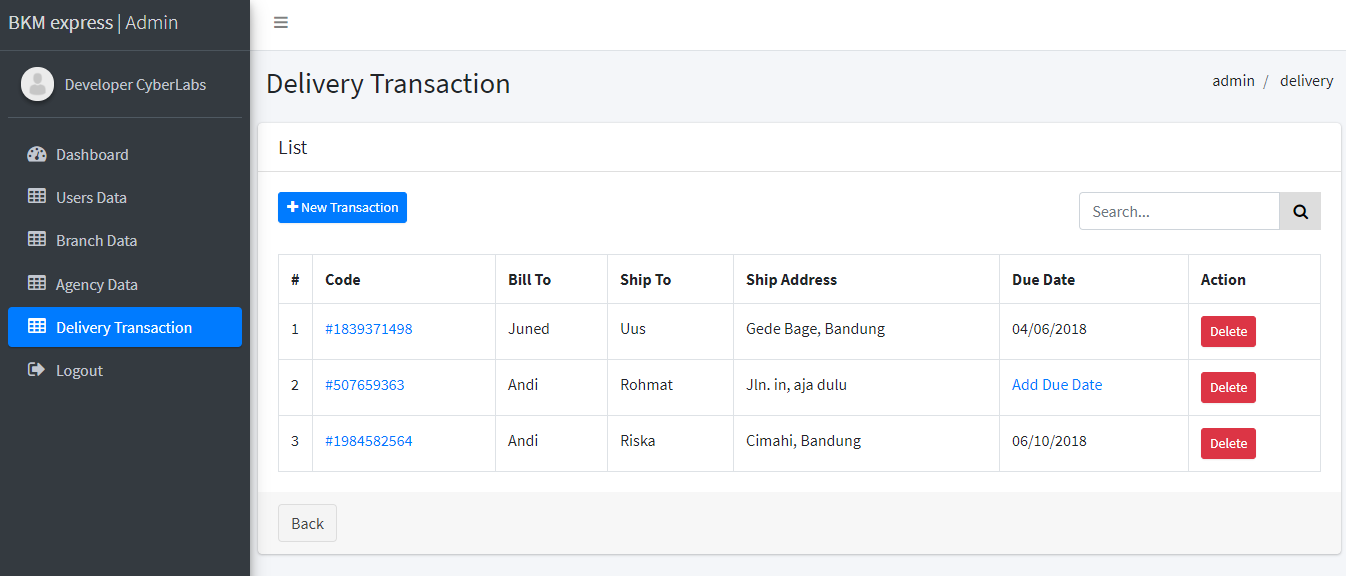 BKM express | Admin
Developer CyberLabs
Dashboard
Users Data
Branch Data
Agency Data
Delivery Transaction
Logout
Delivery Transaction
admin / delivery
List
New Transaction
Search...
# Code Bill To Ship To Ship Address Due Date Action
1 #1839371498 Juned Uus Gede Bage, Bandung 04/06/2018 Delete
2 #507659363 Andi Rohmat Jln. in, aja dulu Add Due Date Delete
3 #1984582564 Andi Riska Cimahi, Bandung 06/10/2018 Delete
Back